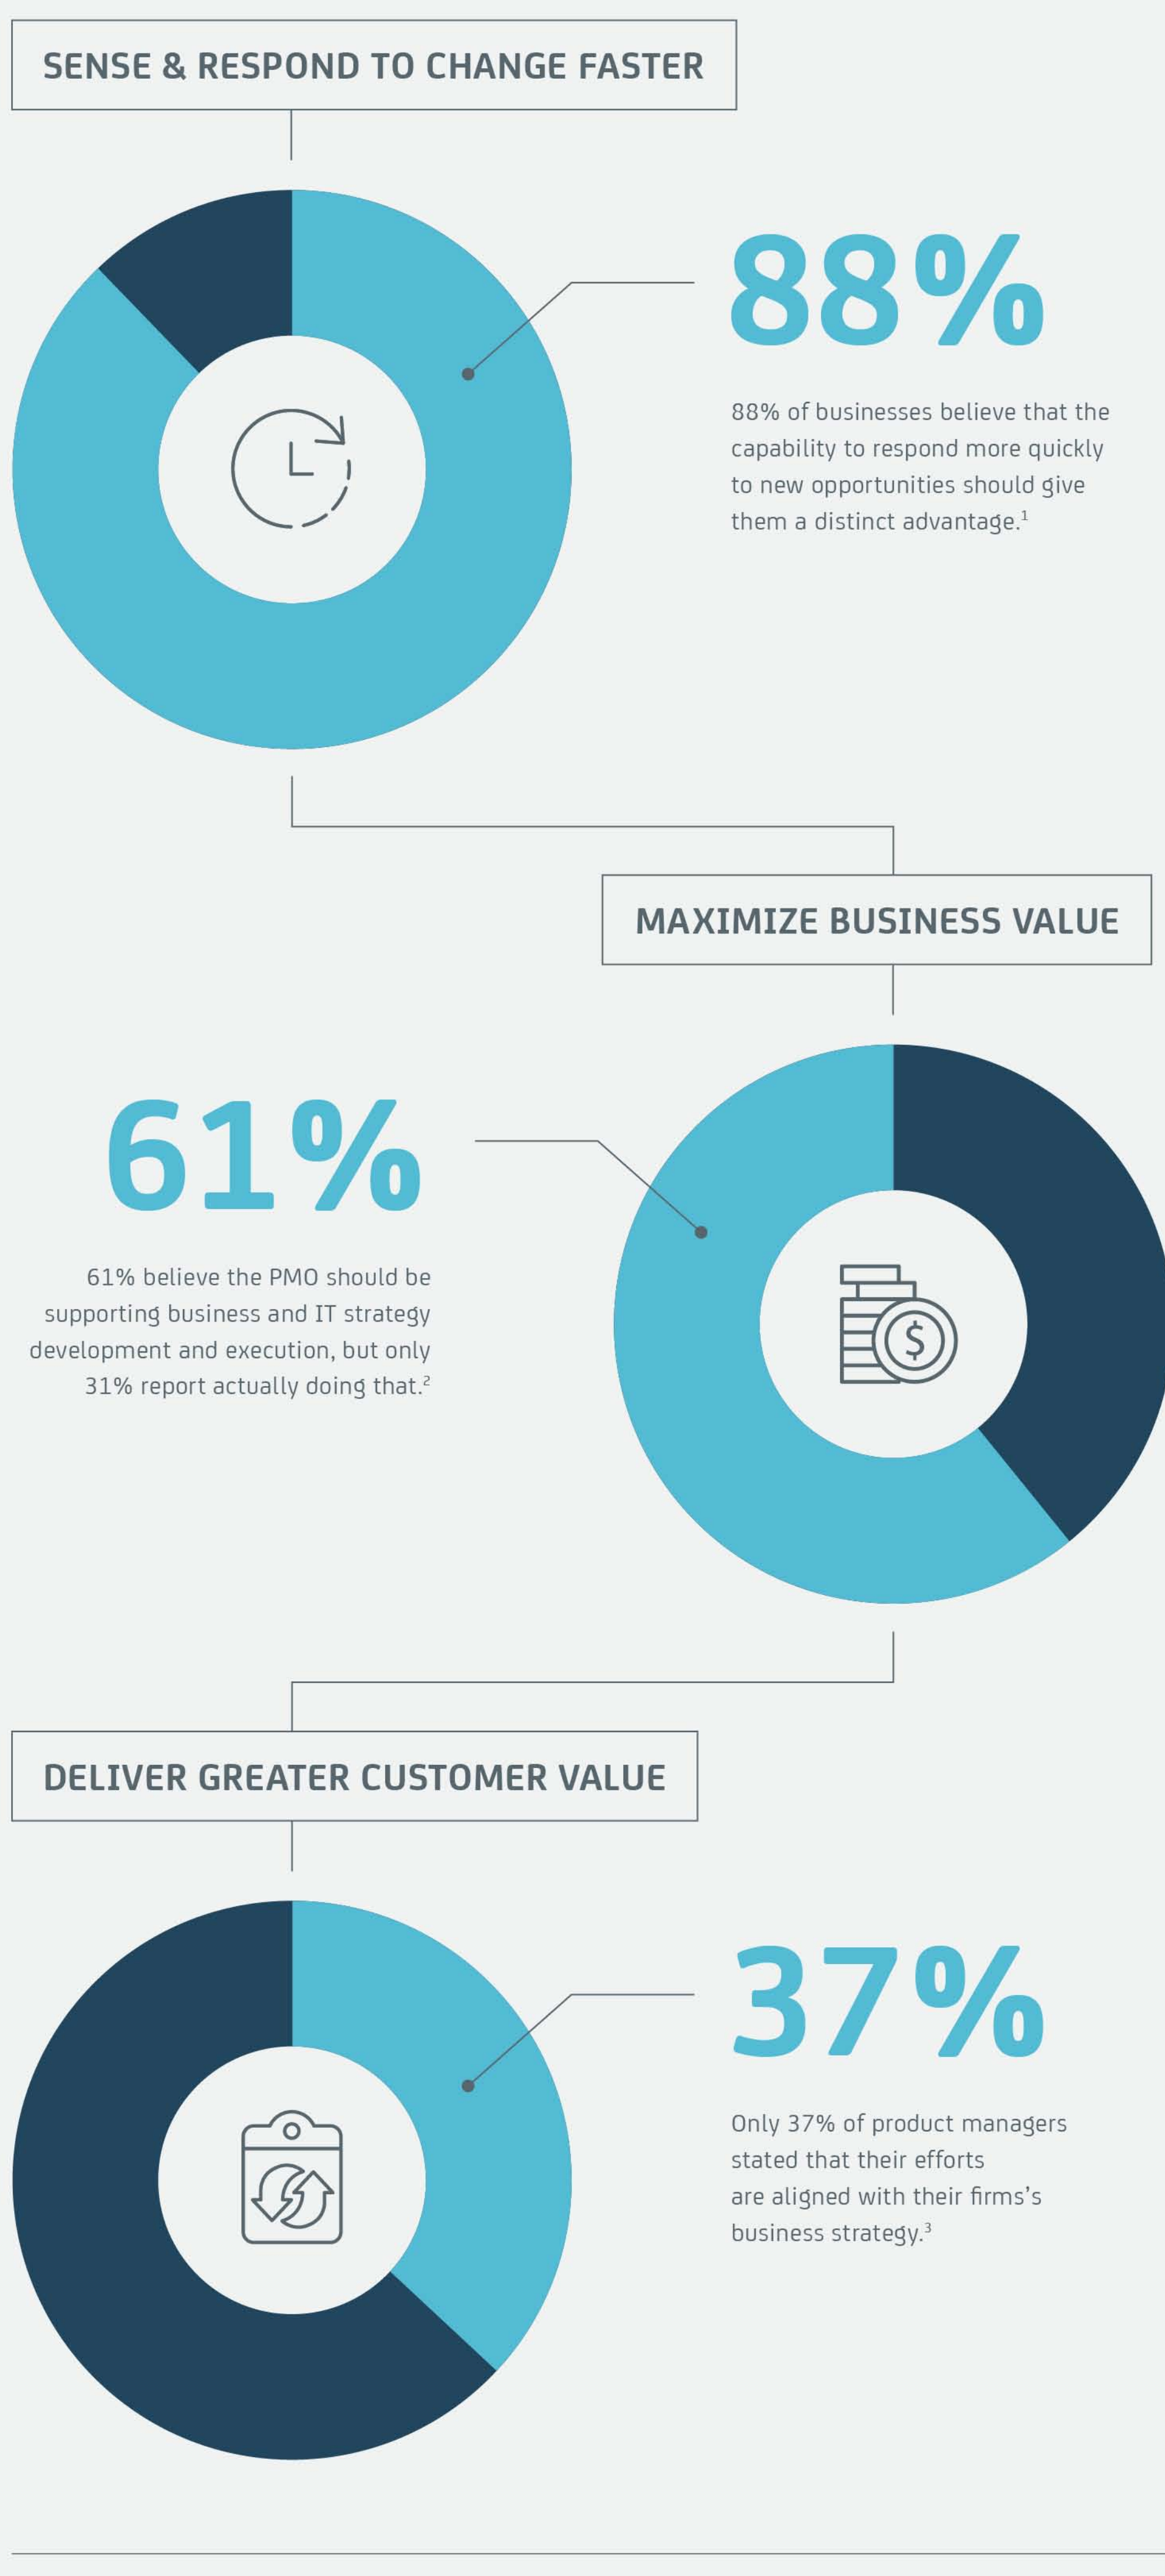 SENSE & RESPOND TO CHANGE FASTER
88%
88% of businesses believe that the
capability to respond more quickly
to new opportunities should give
them a distinct advantage.¹
MAXIMIZE BUSINESS VALUE
61%
61% believe the PMO should be
supporting business and IT strategy
development and execution, but only
31% report actually doing that.²
$
DELIVER GREATER CUSTOMER VALUE
37%
Only 37% of product managers
stated that their efforts
are aligned with their firms's
business strategy.³